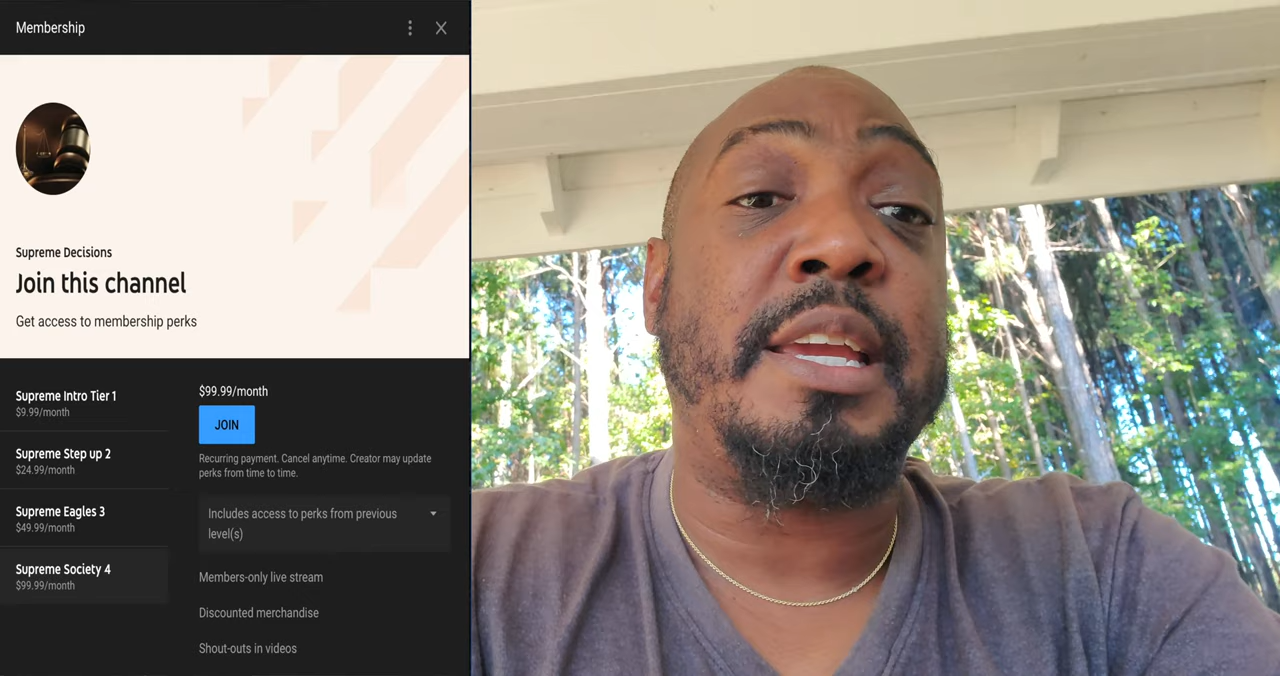 Membership
Supreme Decisions
Join this channel
Get access to membership perks
Supreme Intro Tier 1
$9.99/month
Supreme Step up 2
$24.99/month
Supreme Eagles 3
$49.99/month
Supreme Society 4
$99.99/month
$99.99/month
JOIN
Recurring payment. Cancel anytime. Creator may update
perks from time to time.
Includes access to perks from previous
level(s)
Members-only live stream
Discounted merchandise
Shout-outs in videos